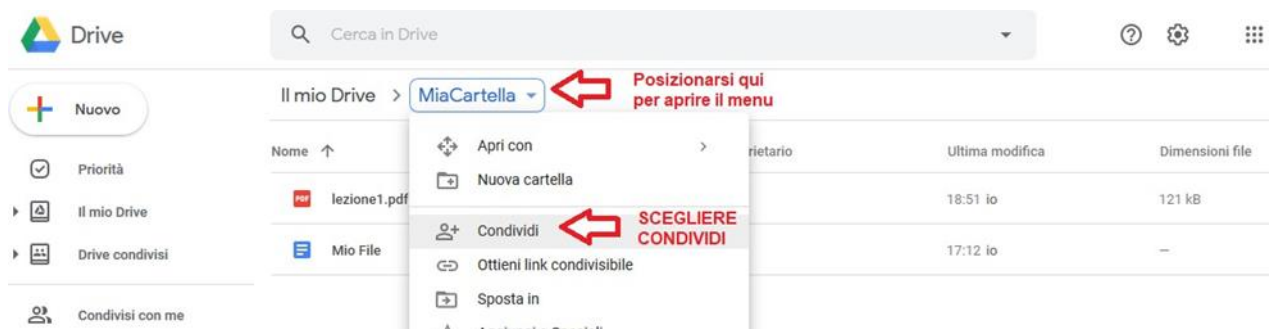 Drive
Cerca in Drive
Nuovo
Il mio Drive > MiaCartella
Posizionarsi qui
per aprire il menu
Priorità
Il mio Drive
Drive condivisi
Condivisi con me
Nome
rietario
Ultima modifica
Dimensioni file
PDF
lezione1.pdf
18:51 io
121 kB
Mio File
17:12 io
—
Apri con
Nuova cartella
Condividi
SCEGLIERE
CONDIVIDI
Ottieni link condivisibile
Sposta in